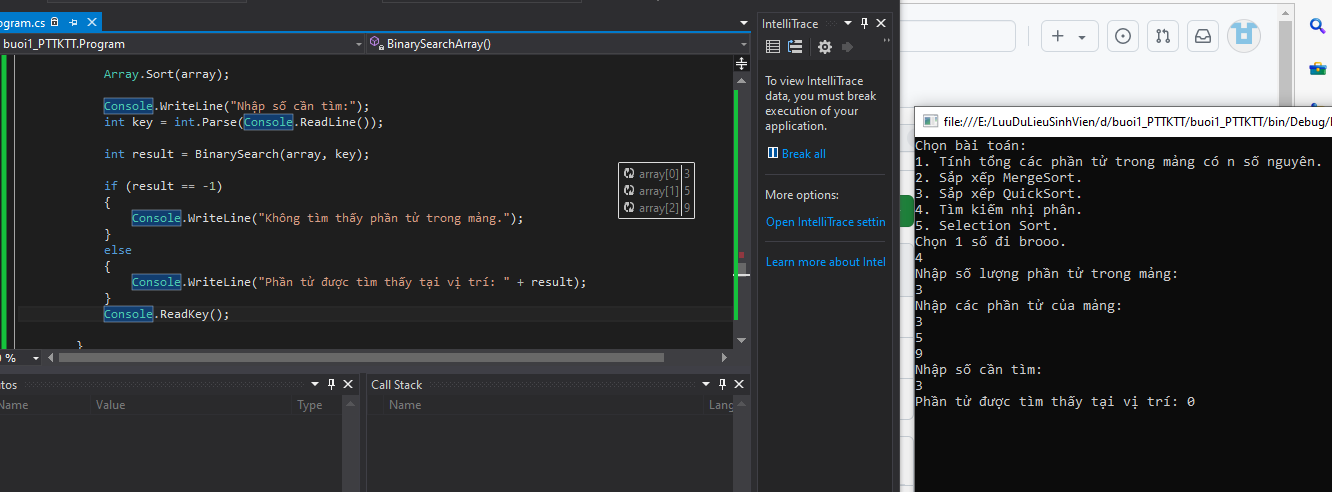 ogram.cs
buoi1_PTTKTT.Program
BinarySearchArray()
Array.Sort(array);
Console.WriteLine("Nhập số cần tìm:");
int key = int.Parse(Console.ReadLine());
int result = BinarySearch(array, key);
if (result == -1)
{
Console.WriteLine("Không tìm thấy phần tử trong mảng.");
}
else
{
Console.WriteLine("Phần tử được tìm thấy tại vị trí: " + result);
}
Console.ReadKey();
}
array[0] 3
array[1] 5
array[2] 9
%
utos
Name Value Type
Call Stack
Name Lang
IntelliTrace
To view IntelliTrace
data, you must break
execution of your
application.
Break all
More options:
Open IntelliTrace settin
Learn more about Intel
file:///E:/LuuDuLieuSinhVien/d/buoi1_PTTKTT/buoi1_PTTKTT/bin/Debug/
Chọn bài toán:
1. Tính tổng các phần tử trong mảng có n số nguyên.
2. Sắp xếp MergeSort.
3. Sắp xếp QuickSort.
4. Tìm kiếm nhị phân.
5. Selection Sort.
Chọn 1 số đi brooo.
4
Nhập số lượng phần tử trong mảng:
3
Nhập các phần tử của mảng:
3
5
9
Nhập số cần tìm:
3
Phần tử được tìm thấy tại vị trí: 0